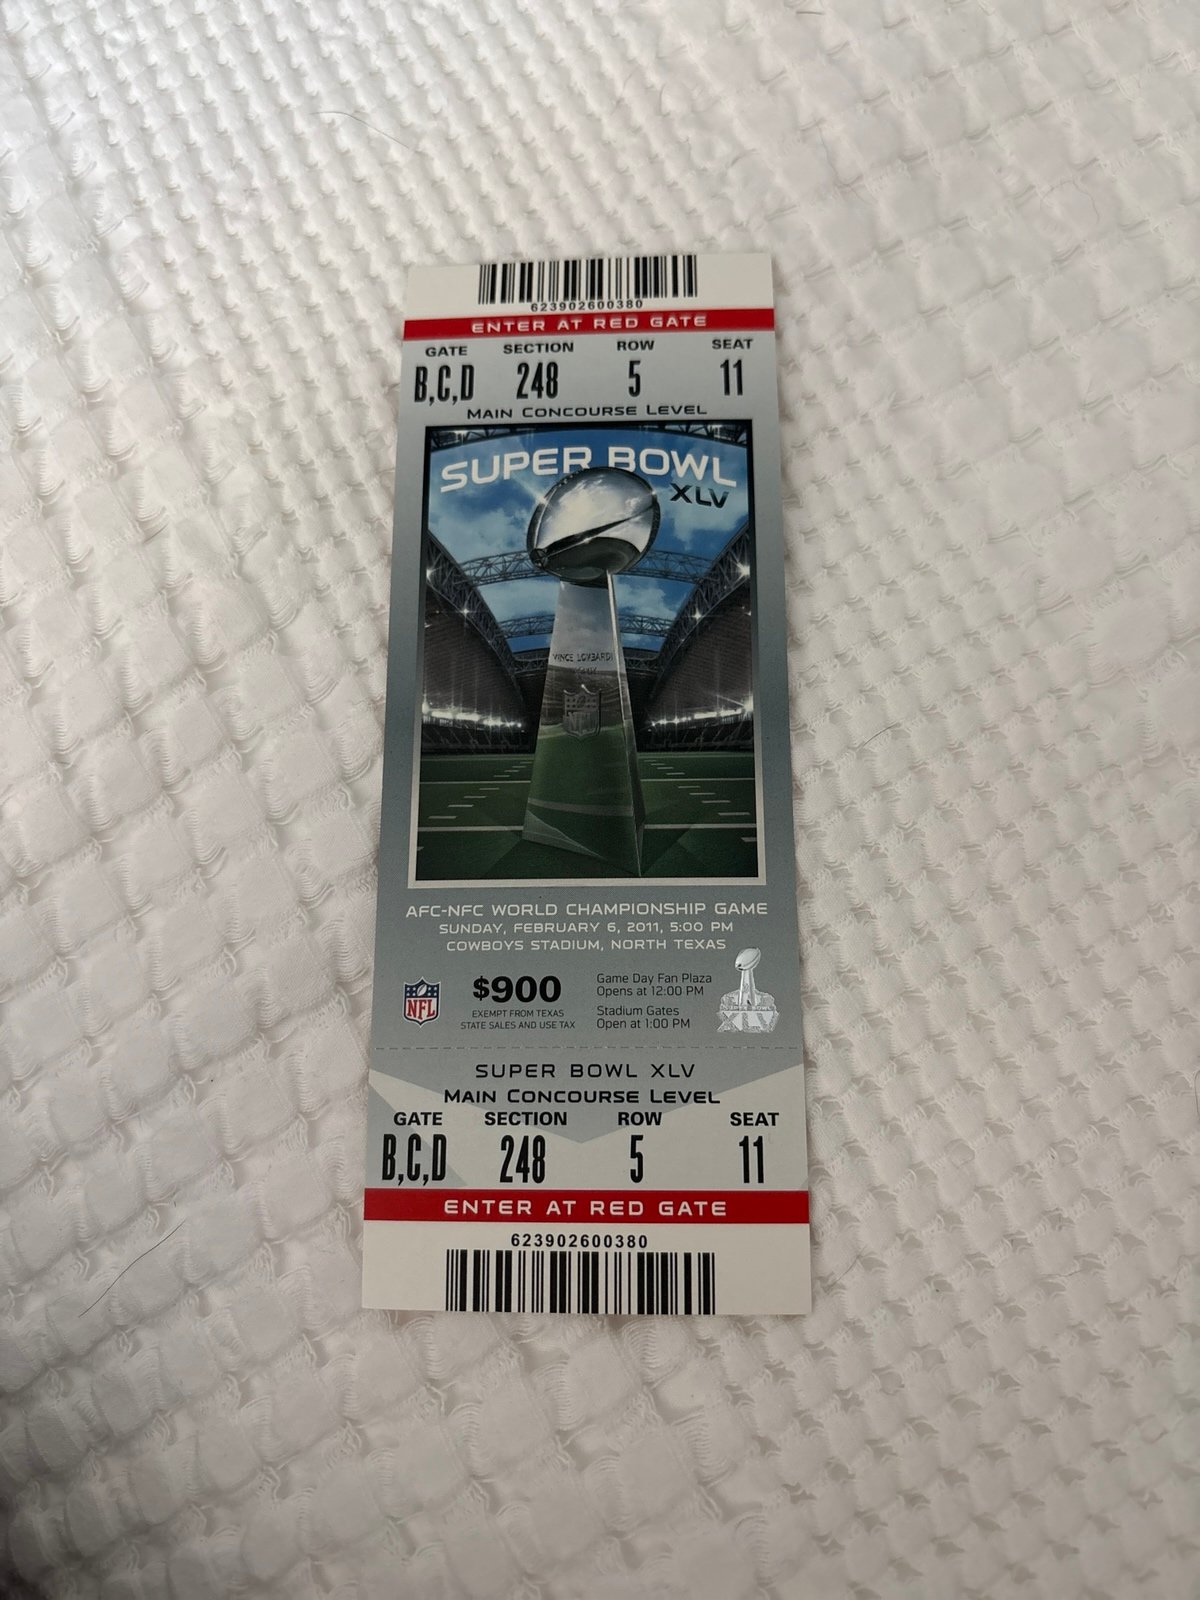 623902600380
ENTER AT RED GATE
GATE SECTION ROW SEAT
B,C,D 248 5 11
MAIN CONCOURSE LEVEL
SUPER BOWL
XLV
VINCE LOMBARDI
TROPHY
NFL
AFC-NFC WORLD CHAMPIONSHIP GAME
SUNDAY, FEBRUARY 6, 2011, 5:00 PM
COWBOYS STADIUM, NORTH TEXAS
NFL
$900
EXEMPT FROM TEXAS
STATE SALES AND USE TAX
Game Day Fan Plaza
Opens at 12:00 PM
Stadium Gates
Open at 1:00 PM
SUPER BOWL
XLV
SUPER BOWL XLV
MAIN CONCOURSE LEVEL
GATE SECTION ROW SEAT
B,C,D 248 5 11
ENTER AT RED GATE
623902600380